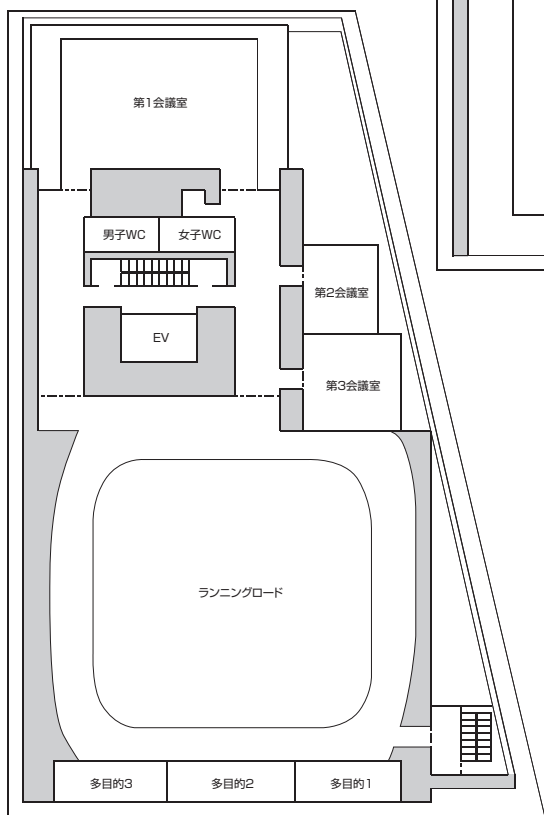 第1会議室
男子WC
女子WC
第2会議室
EV
第3会議室
ランニングロード
多目的3
多目的2
多目的1